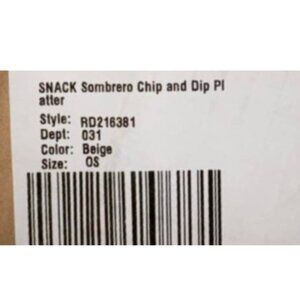 SNACK Sombrero Chip and Dip Pl
atter
Style: RD216381
Dept: 031
Color: Beige
Size: OS